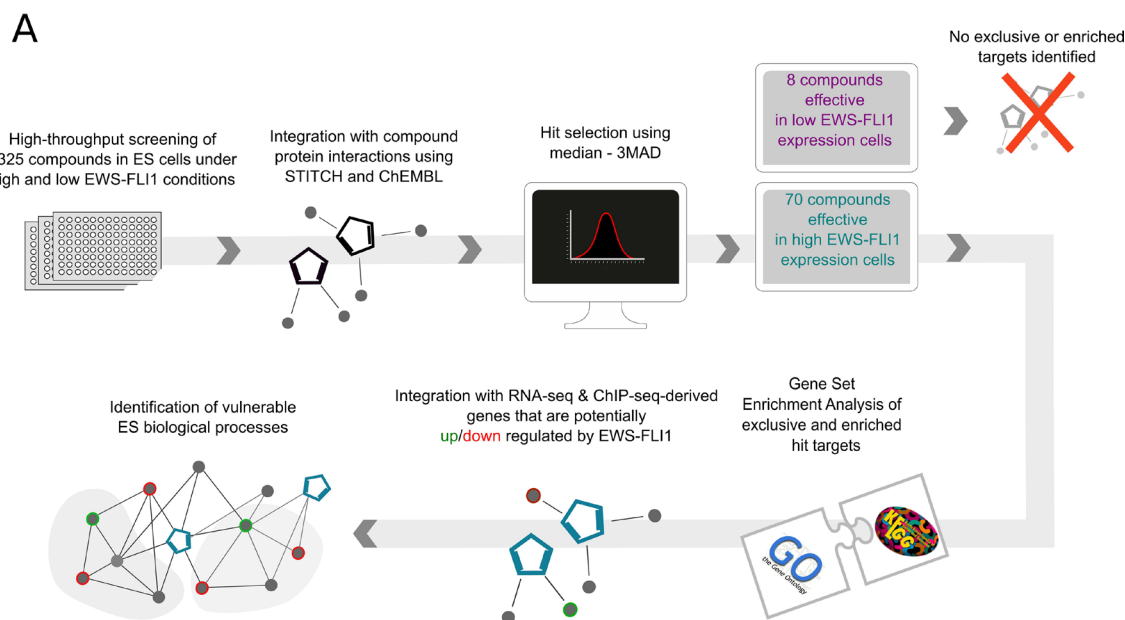 A
High-throughput screening of
325 compounds in ES cells under
igh and low EWS-FLI1 conditions
Integration with compound
protein interactions using
STITCH and ChEMBL
Hit selection using
median - 3MAD
8 compounds
effective
in low EWS-FLI1
expression cells
No exclusive or enriched
targets identified
70 compounds
effective
in high EWS-FLI1
expression cells
Gene Set
Enrichment Analysis of
exclusive and enriched
hit targets
GO
the Gene Ontology
KEGG
Integration with RNA-seq & ChIP-seq-derived
genes that are potentially
up/down regulated by EWS-FLI1
Identification of vulnerable
ES biological processes